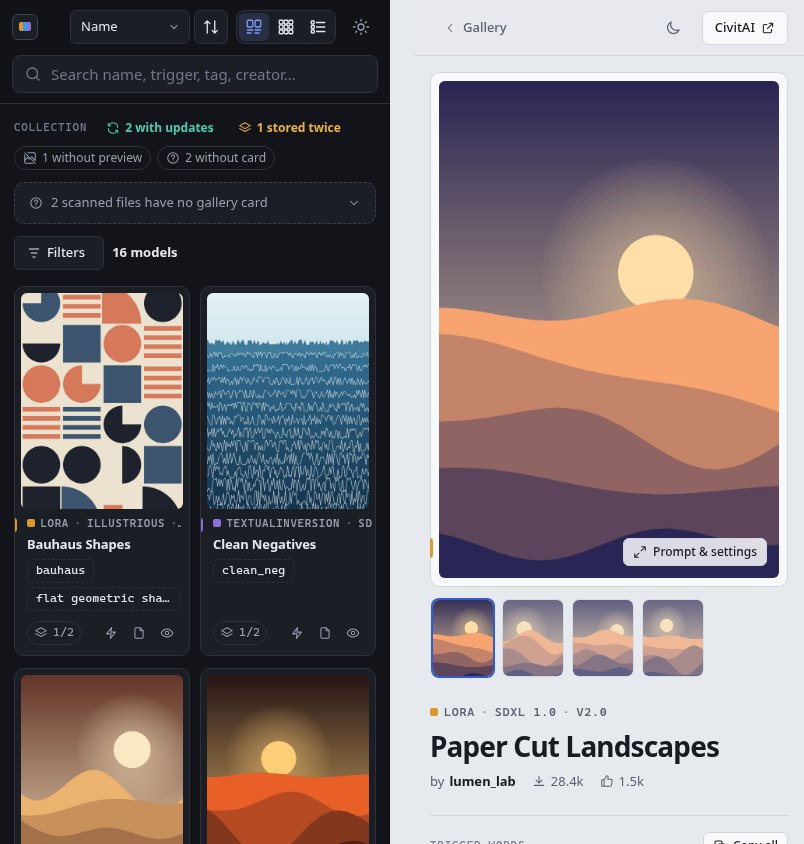 Name
Search name, trigger, tag, creator...
COLLECTION 2 with updates 1 stored twice
1 without preview 2 without card
2 scanned files have no gallery card
Filters 16 models
LORA · ILLUSTRIOUS ·…
Bauhaus Shapes
bauhaus
flat geometric sha…
1/2
TEXTUALINVERSION · SD
Clean Negatives
clean_neg
1/2
Gallery CivitAI
Prompt & settings
LORA · SDXL 1.0 · V2.0
Paper Cut Landscapes
by lumen_lab 28.4k 1.5k
TRIGGER WORDS Copy all